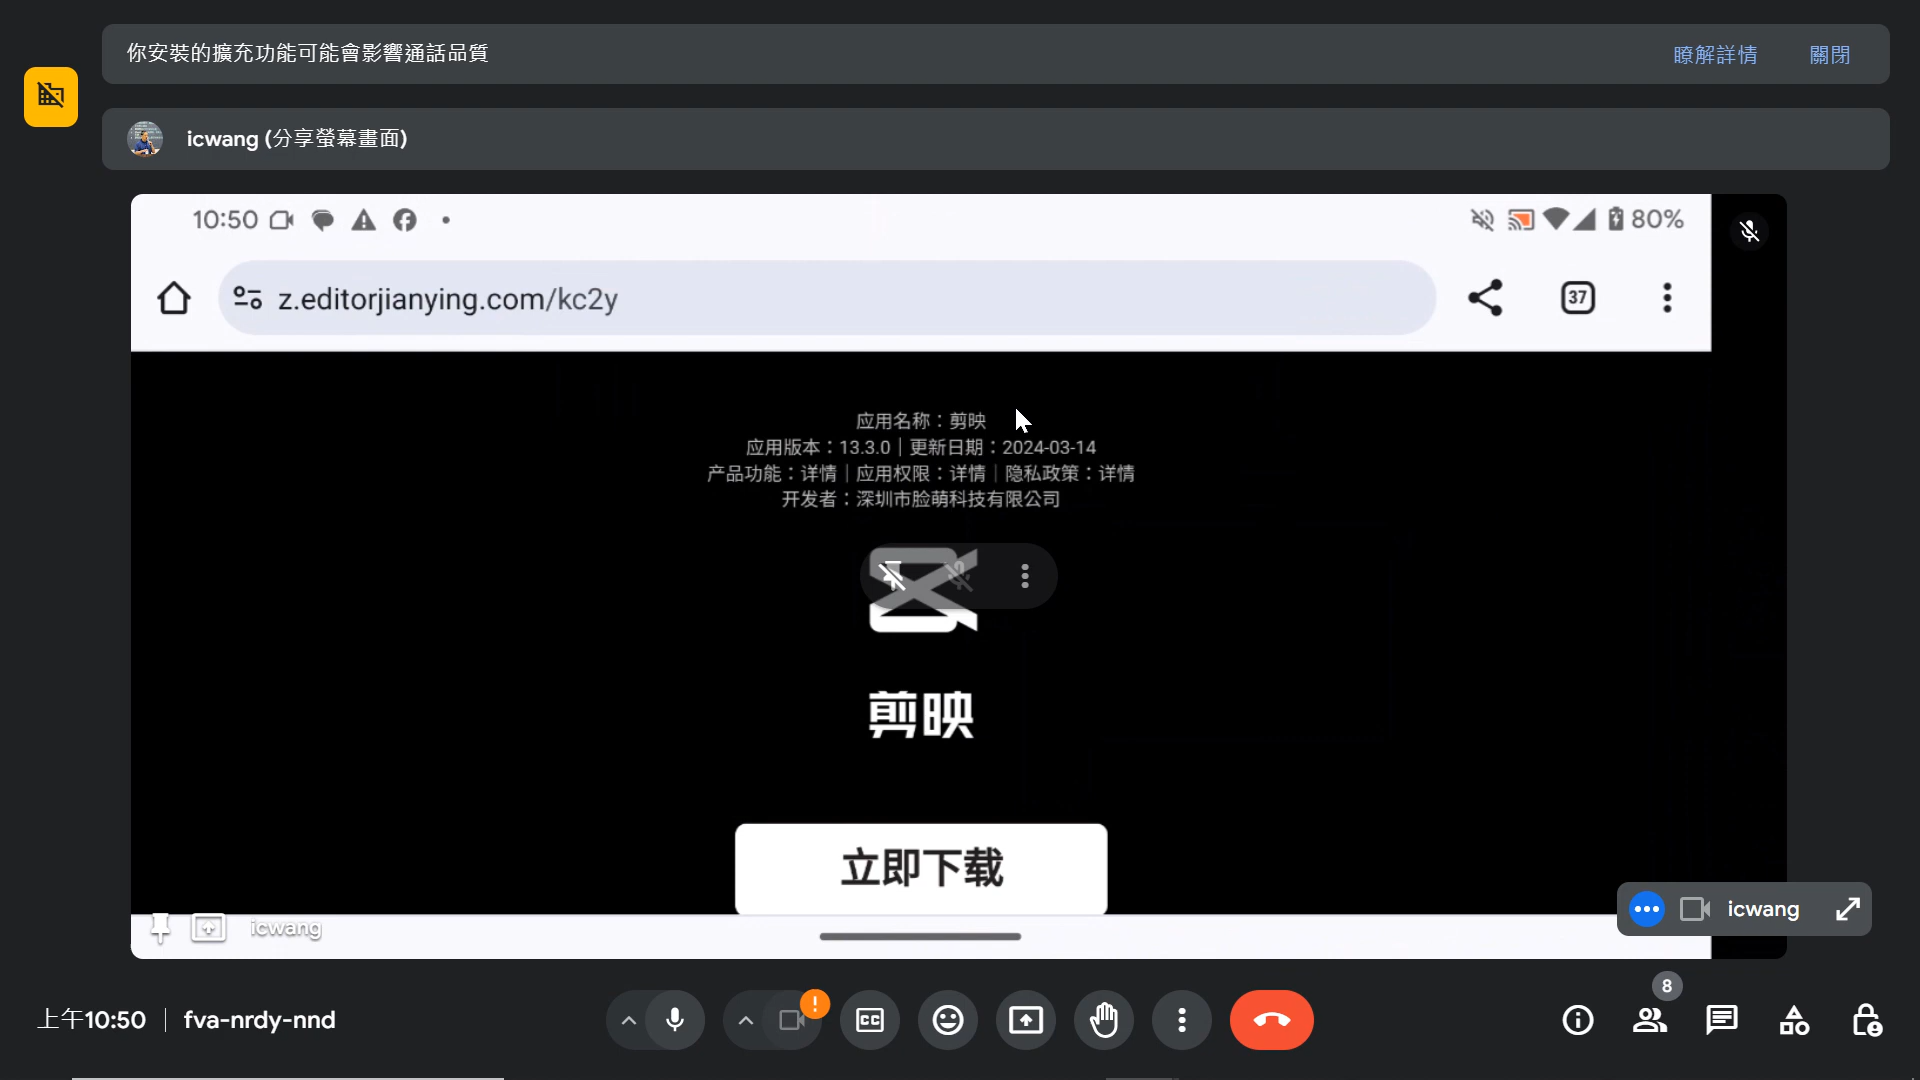 你安裝的擴充功能可能會影響通話品質
瞭解詳情
關閉
icwang (分享螢幕畫面)
10:50
80%
z.editorjianying.com/kc2y
37
应用名称：剪映
应用版本：13.3.0｜更新日期：2024-03-14
产品功能：详情｜应用权限：详情｜隐私政策：详情
开发者：深圳市脸萌科技有限公司
剪映
立即下载
icwang
icwang
上午10:50
fva-nrdy-nnd
!
CC
8